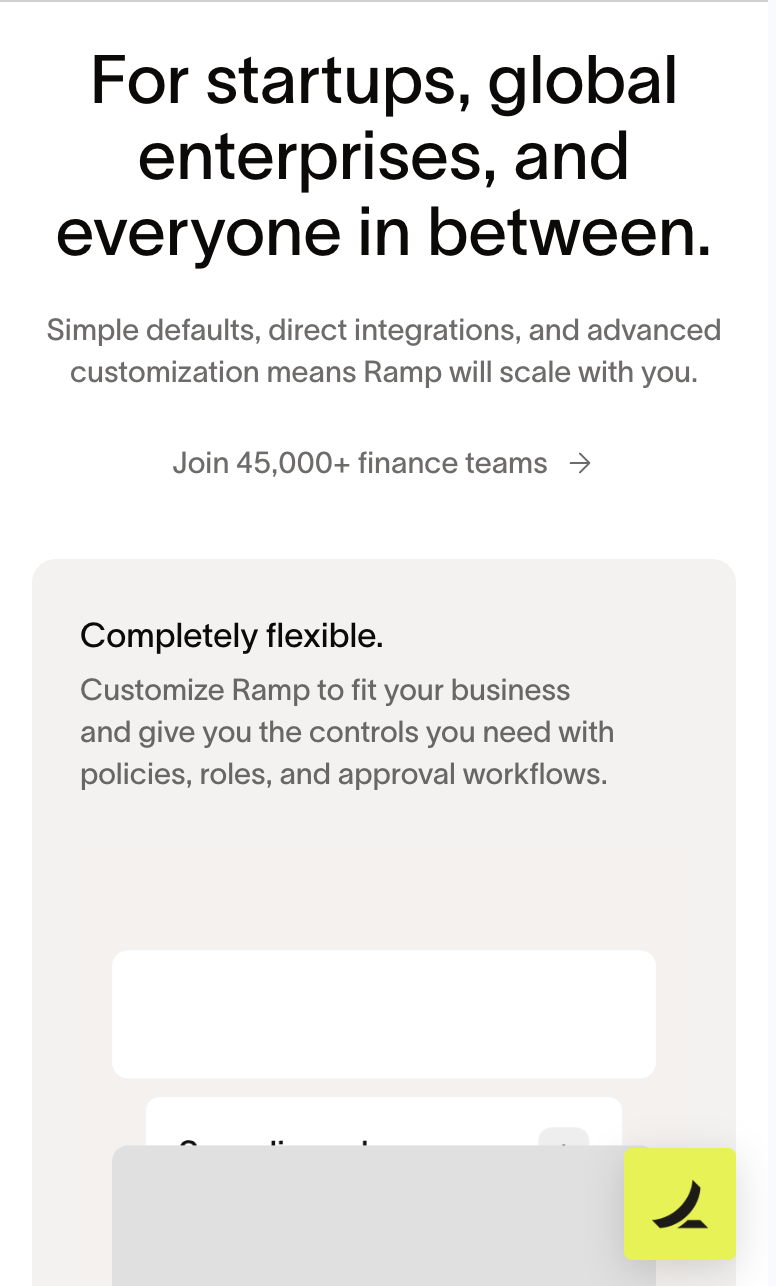 For startups, global
enterprises, and
everyone in between.
Simple defaults, direct integrations, and advanced
customization means Ramp will scale with you.
Join 45,000+ finance teams →
Completely flexible.
Customize Ramp to fit your business
and give you the controls you need with
policies, roles, and approval workflows.